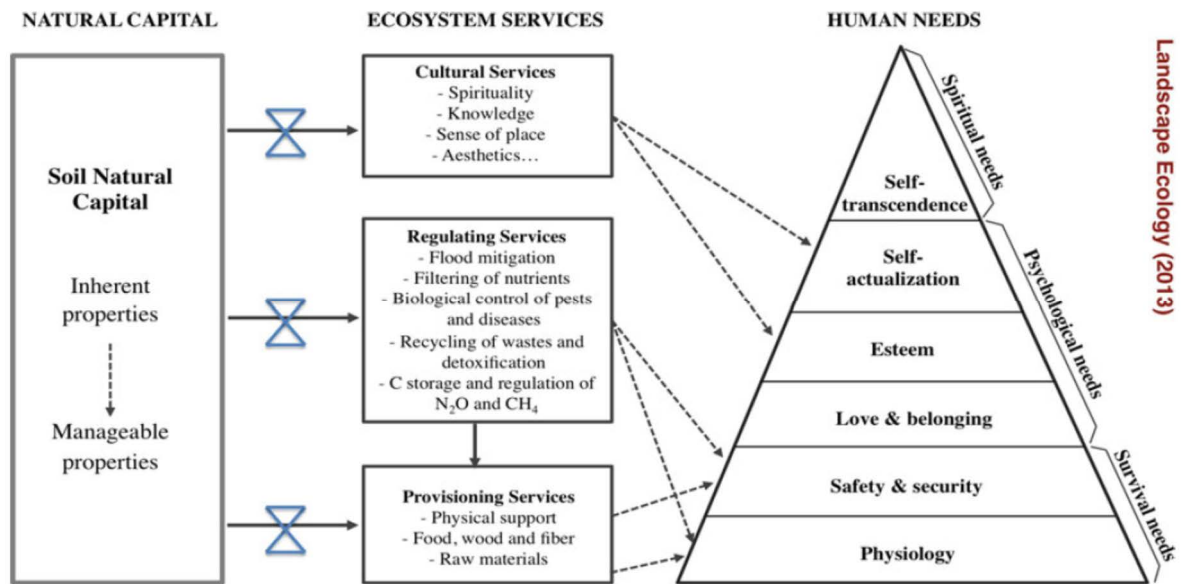 NATURAL CAPITAL
Soil Natural
Capital
Inherent
properties
Manageable
properties
ECOSYSTEM SERVICES
Cultural Services
- Spirituality
- Knowledge
- Sense of place
- Aesthetics…
Regulating Services
- Flood mitigation
- Filtering of nutrients
- Biological control of pests
and diseases
- Recycling of wastes and
detoxification
- C storage and regulation of
N₂O and CH₄
Provisioning Services
- Physical support
- Food, wood and fiber
- Raw materials
HUMAN NEEDS
Self-
transcendence
Self-
actualization
Esteem
Love & belonging
Safety & security
Physiology
Spiritual needs
Psychological needs
Survival needs
Landscape Ecology (2013)